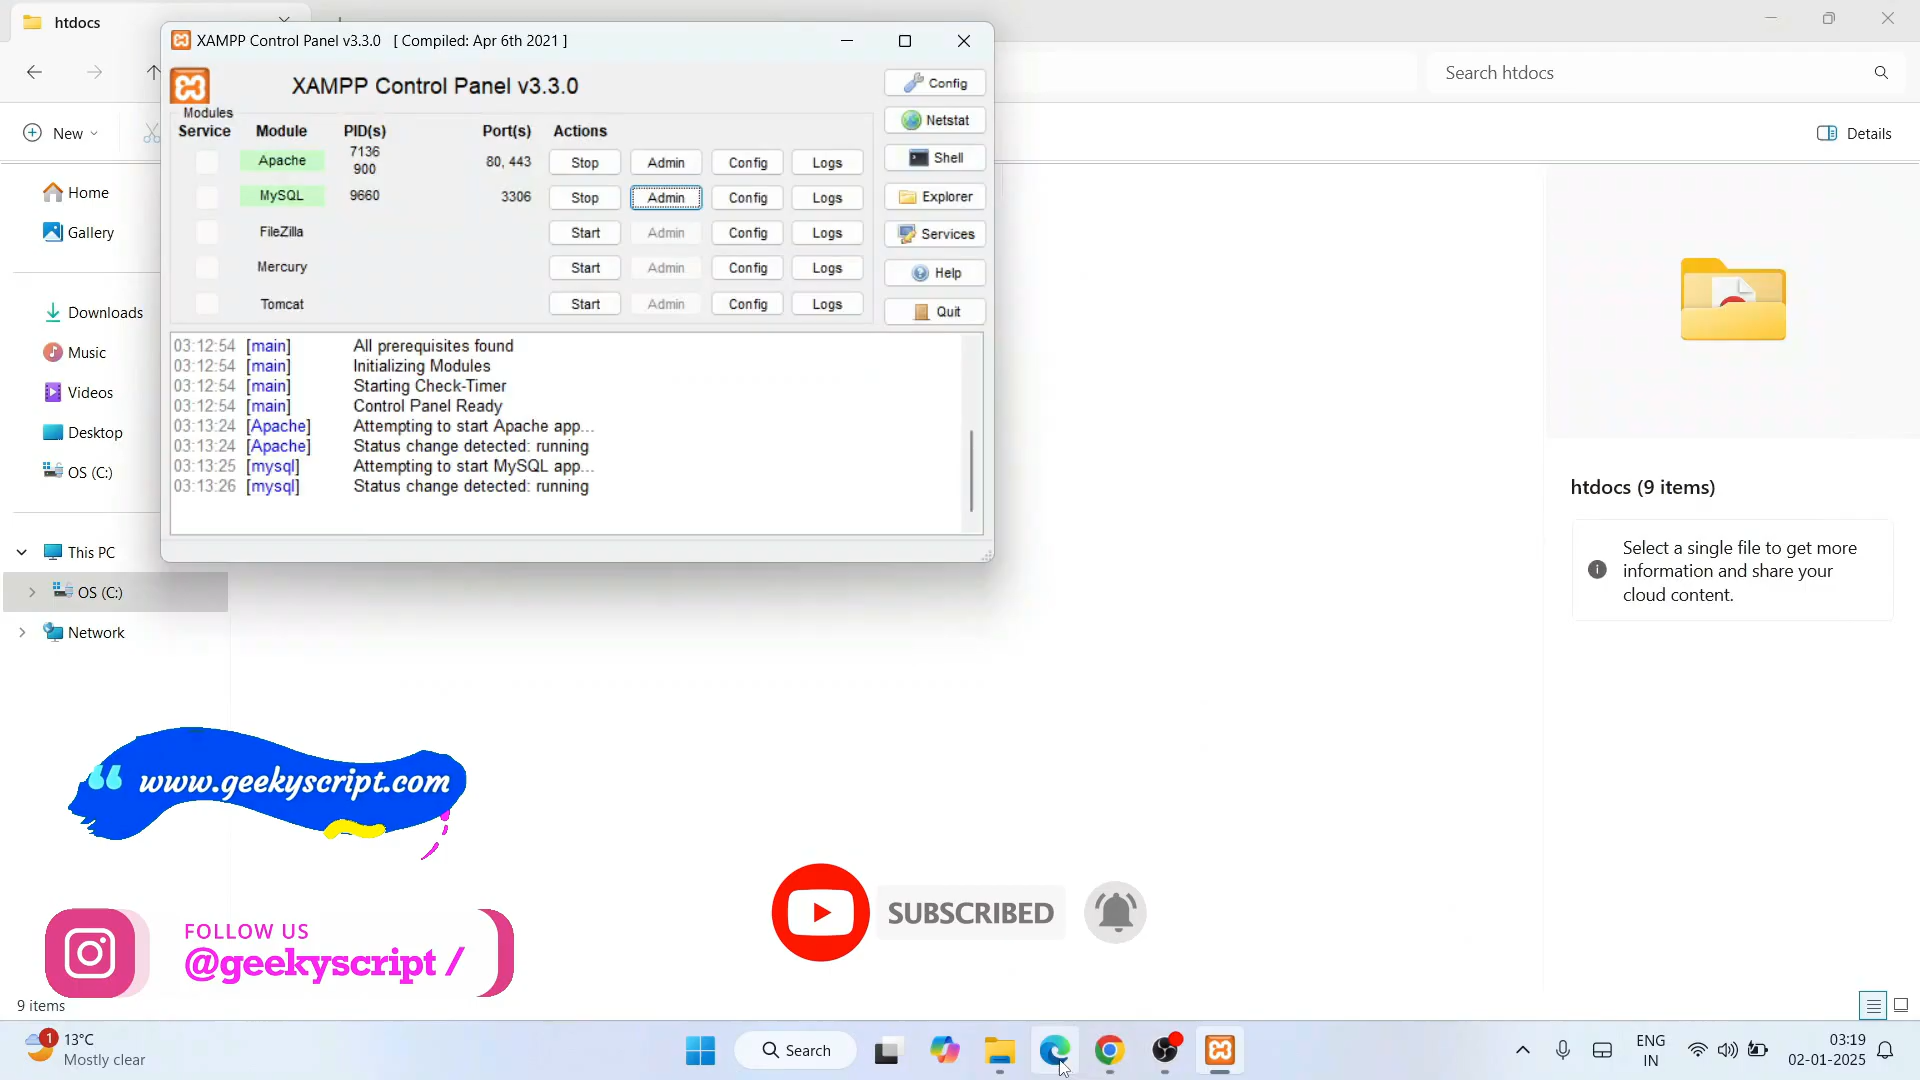 htdocs
XAMPP Control Panel v3.3.0 [ Compiled: Apr 6th 2021 ]
Search htdocs
XAMPP Control Panel v3.3.0
Config
Modules
Service Module PID(s) Port(s) Actions
Netstat
New
Details
Apache 7136 900 80, 443 Stop Admin Config Logs
Shell
MySQL 9660 3306 Stop Admin Config Logs
Explorer
FileZilla Start Admin Config Logs
Services
Mercury Start Admin Config Logs
Help
Tomcat Start Admin Config Logs
Quit
Home
Gallery
Downloads
Music
Videos
Desktop
OS (C:)
This PC
OS (C:)
Network
03:12:54 [main] All prerequisites found
03:12:54 [main] Initializing Modules
03:12:54 [main] Starting Check-Timer
03:12:54 [main] Control Panel Ready
03:13:24 [Apache] Attempting to start Apache app...
03:13:24 [Apache] Status change detected: running
03:13:25 [mysql] Attempting to start MySQL app...
03:13:26 [mysql] Status change detected: running
htdocs (9 items)
Select a single file to get more
information and share your
cloud content.
“ www.geekyscript.com
FOLLOW US
@geekyscript /
SUBSCRIBED
9 items
1
13°C
Mostly clear
Search
ENG
IN
03:19
02-01-2025